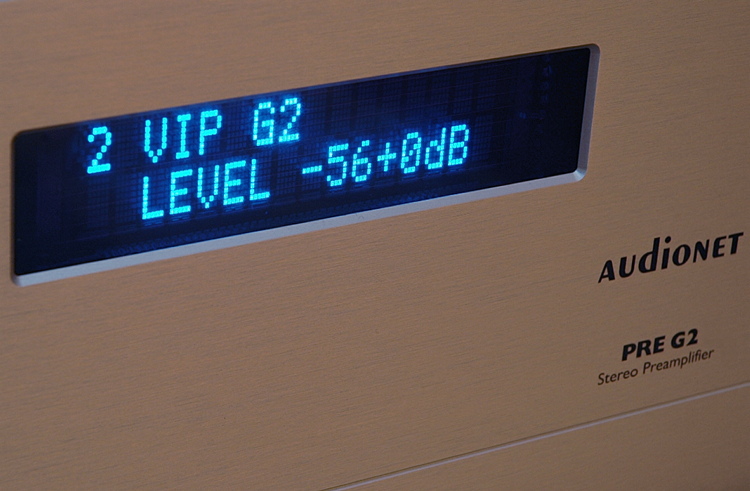 2 VIP G2
LEVEL -56+0dB
AUDIONET
PRE G2
Stereo Preamplifier